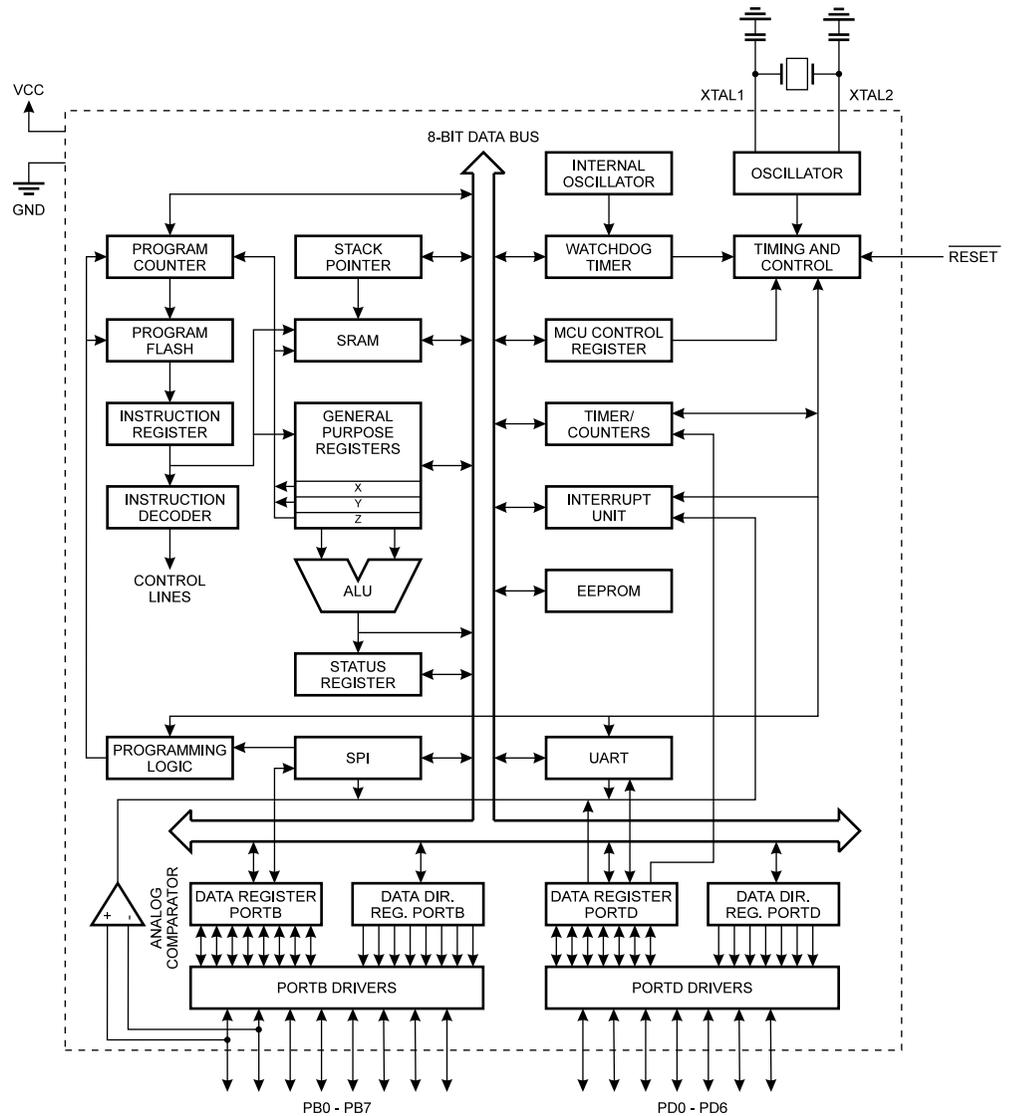 XTAL1
XTAL2
VCC
GND
8-BIT DATA BUS
INTERNAL
OSCILLATOR
OSCILLATOR
PROGRAM
COUNTER
STACK
POINTER
WATCHDOG
TIMER
TIMING AND
CONTROL
RESET
PROGRAM
FLASH
SRAM
MCU CONTROL
REGISTER
INSTRUCTION
REGISTER
GENERAL
PURPOSE
REGISTERS
X
Y
Z
TIMER/
COUNTERS
INSTRUCTION
DECODER
INTERRUPT
UNIT
CONTROL
LINES
ALU
EEPROM
STATUS
REGISTER
PROGRAMMING
LOGIC
SPI
UART
ANALOG
COMPARATOR
+
-
DATA REGISTER
PORTB
DATA DIR.
REG. PORTB
DATA REGISTER
PORTD
DATA DIR.
REG. PORTD
PORTB DRIVERS
PORTD DRIVERS
PB0 - PB7
PD0 - PD6